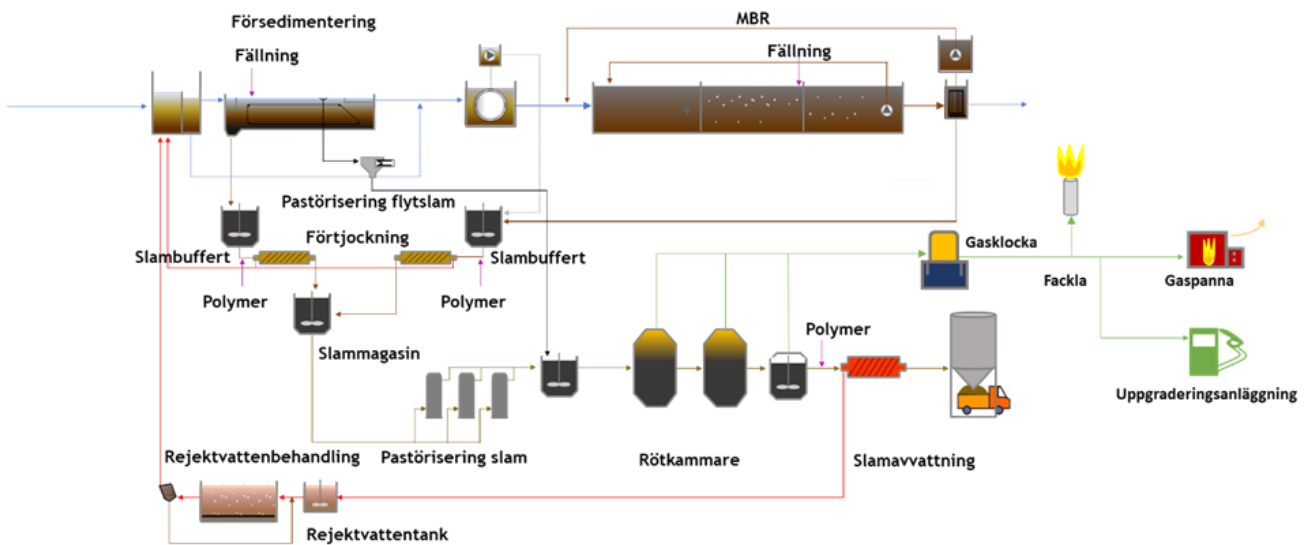 Försedimentering
MBR
Fällning
Fällning
Pastörisering flytslam
Förtjockning
Slambuffert
Slambuffert
Gasklocka
Polymer
Polymer
Fackla
Gaspanna
Slammagasin
Polymer
Uppgraderingsanläggning
Rejektvattenbehandling
Pastörisering slam
Rötkammare
Slamavvattning
Rejektvattentank